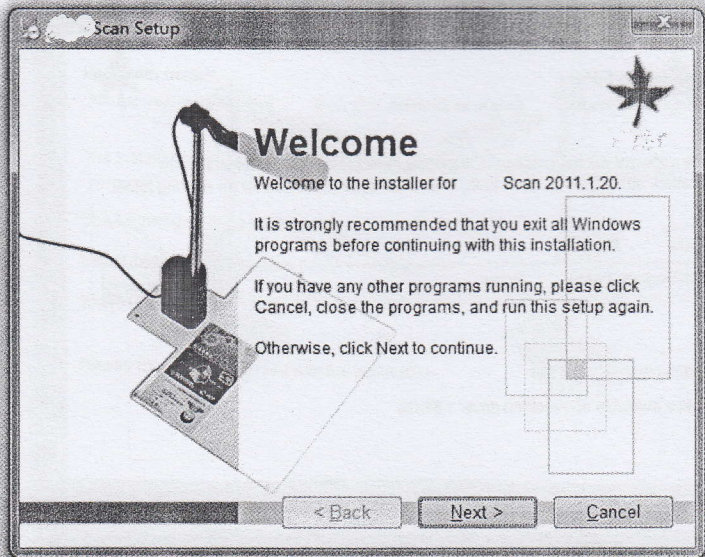 Scan Setup
Welcome
Welcome to the installer for Scan 2011.1.20.
It is strongly recommended that you exit all Windows
programs before continuing with this installation.
If you have any other programs running, please click
Cancel, close the programs, and run this setup again.
Otherwise, click Next to continue.
< Back Next > Cancel